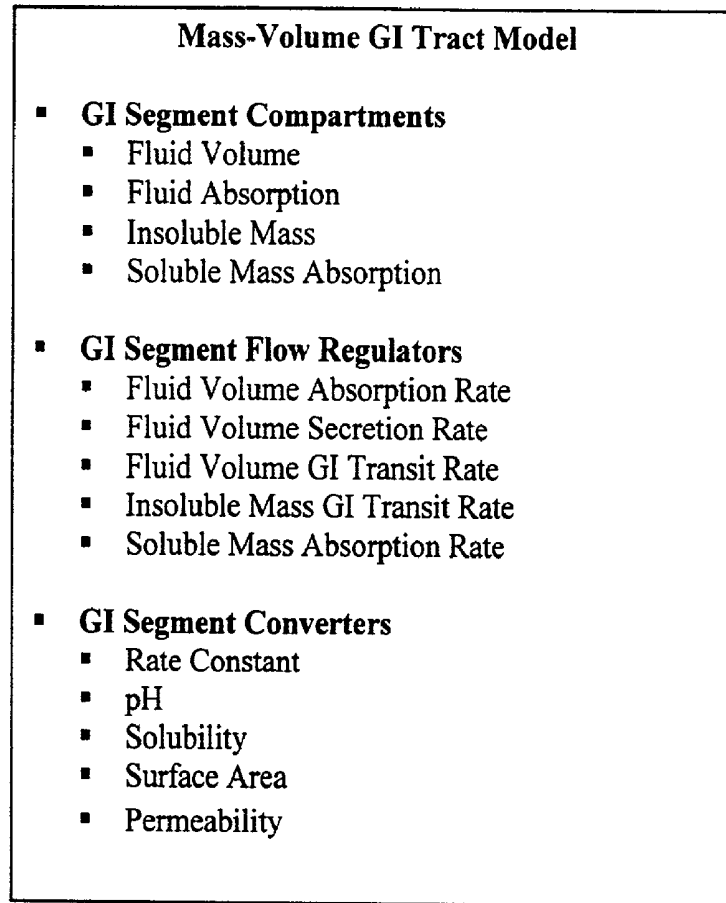 Mass-Volume GI Tract Model
▪ GI Segment Compartments
▪ Fluid Volume
▪ Fluid Absorption
▪ Insoluble Mass
▪ Soluble Mass Absorption
▪ GI Segment Flow Regulators
▪ Fluid Volume Absorption Rate
▪ Fluid Volume Secretion Rate
▪ Fluid Volume GI Transit Rate
▪ Insoluble Mass GI Transit Rate
▪ Soluble Mass Absorption Rate
▪ GI Segment Converters
▪ Rate Constant
▪ pH
▪ Solubility
▪ Surface Area
▪ Permeability